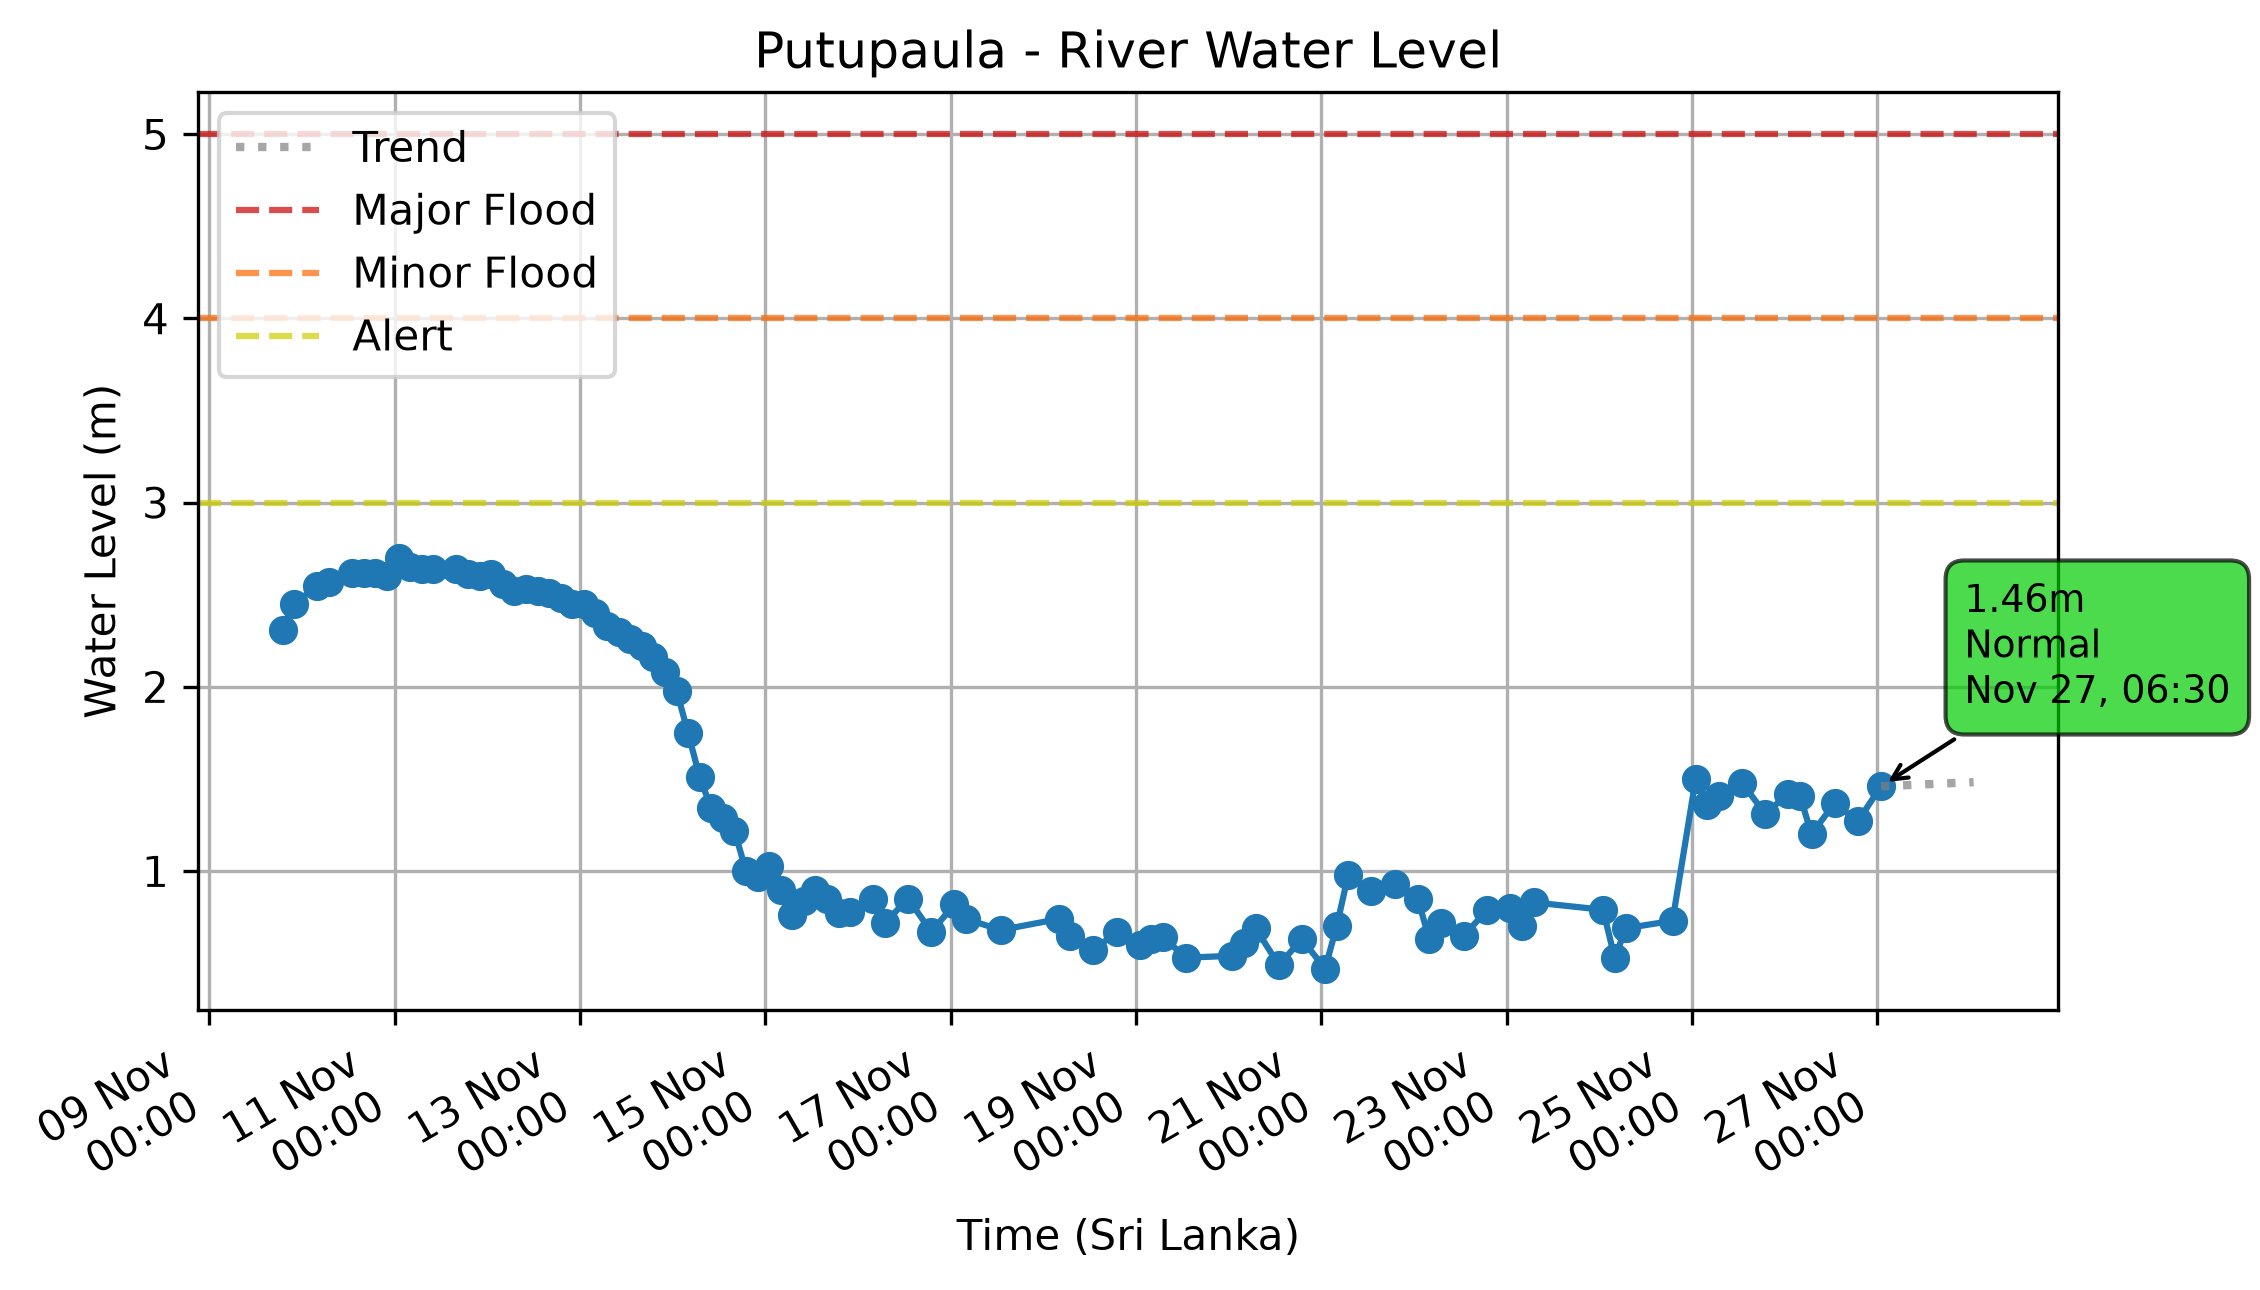 Putupaula - River Water Level
Trend
Major Flood
Minor Flood
Alert
5
4
3
2
1
Water Level (m)
1.46m
Normal
Nov 27, 06:30
09 Nov
00:00
11 Nov
00:00
13 Nov
00:00
15 Nov
00:00
17 Nov
00:00
19 Nov
00:00
21 Nov
00:00
23 Nov
00:00
25 Nov
00:00
27 Nov
00:00
Time (Sri Lanka)